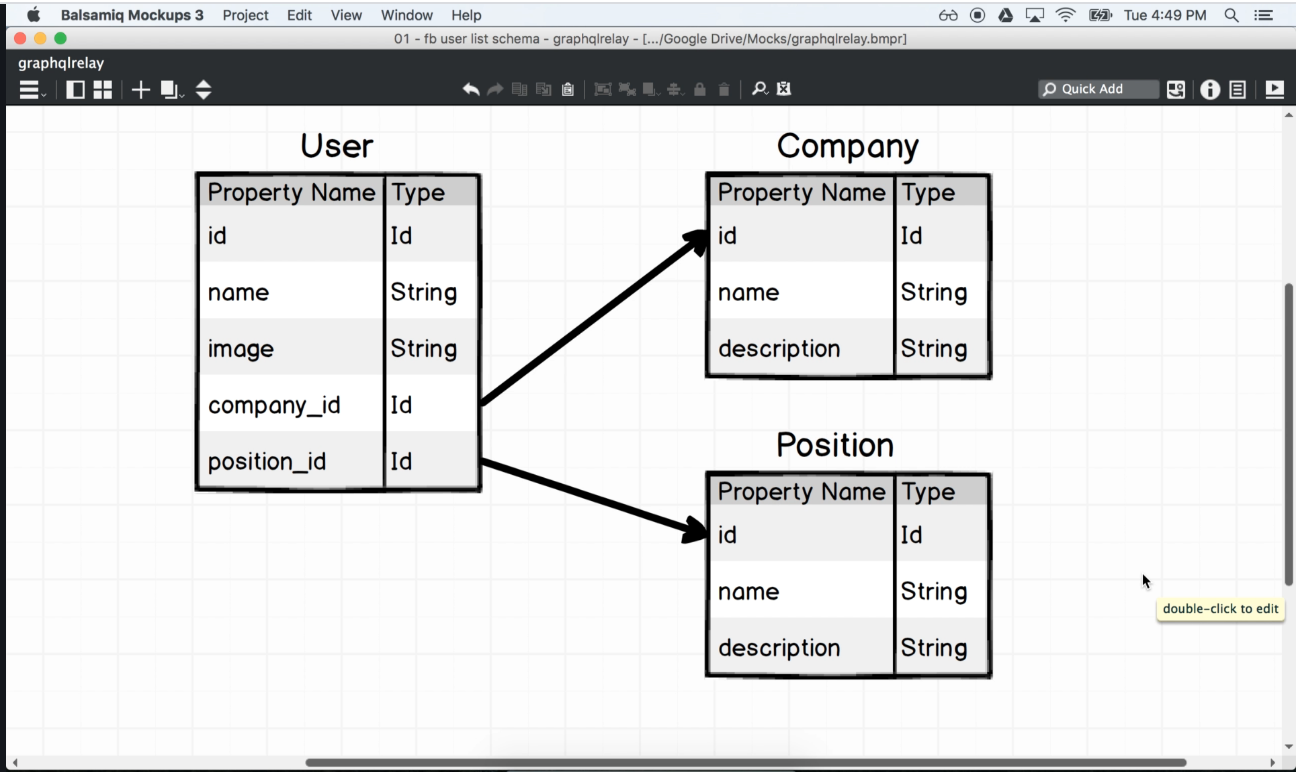 Balsamiq Mockups 3 Project Edit View Window Help Tue 4:49 PM
01 - fb user list schema - graphqlrelay - [.../Google Drive/Mocks/graphqlrelay.bmpr]
graphqlrelay
Quick Add
User
Property Name Type
id Id
name String
image String
company_id Id
position_id Id
Company
Property Name Type
id Id
name String
description String
Position
Property Name Type
id Id
name String
description String
double-click to edit